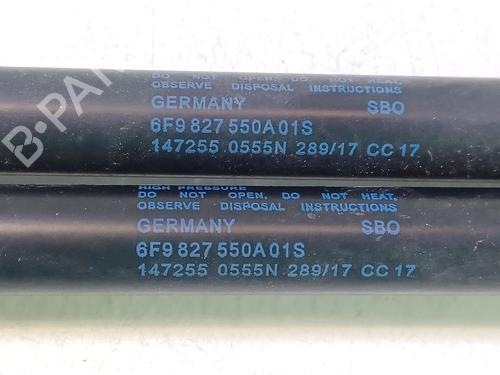 DO NOT OPEN, DO NOT HEAT.
OBSERVE DISPOSAL INSTRUCTIONS
GERMANY SBO
6F9 827 550A 01S
147255 0555N 289/17 CC 17
HIGH PRESSURE
DO NOT OPEN, DO NOT HEAT.
OBSERVE DISPOSAL INSTRUCTIONS
GERMANY SBO
6F9 827 550A 01S
147255 0555N 289/17 CC 17